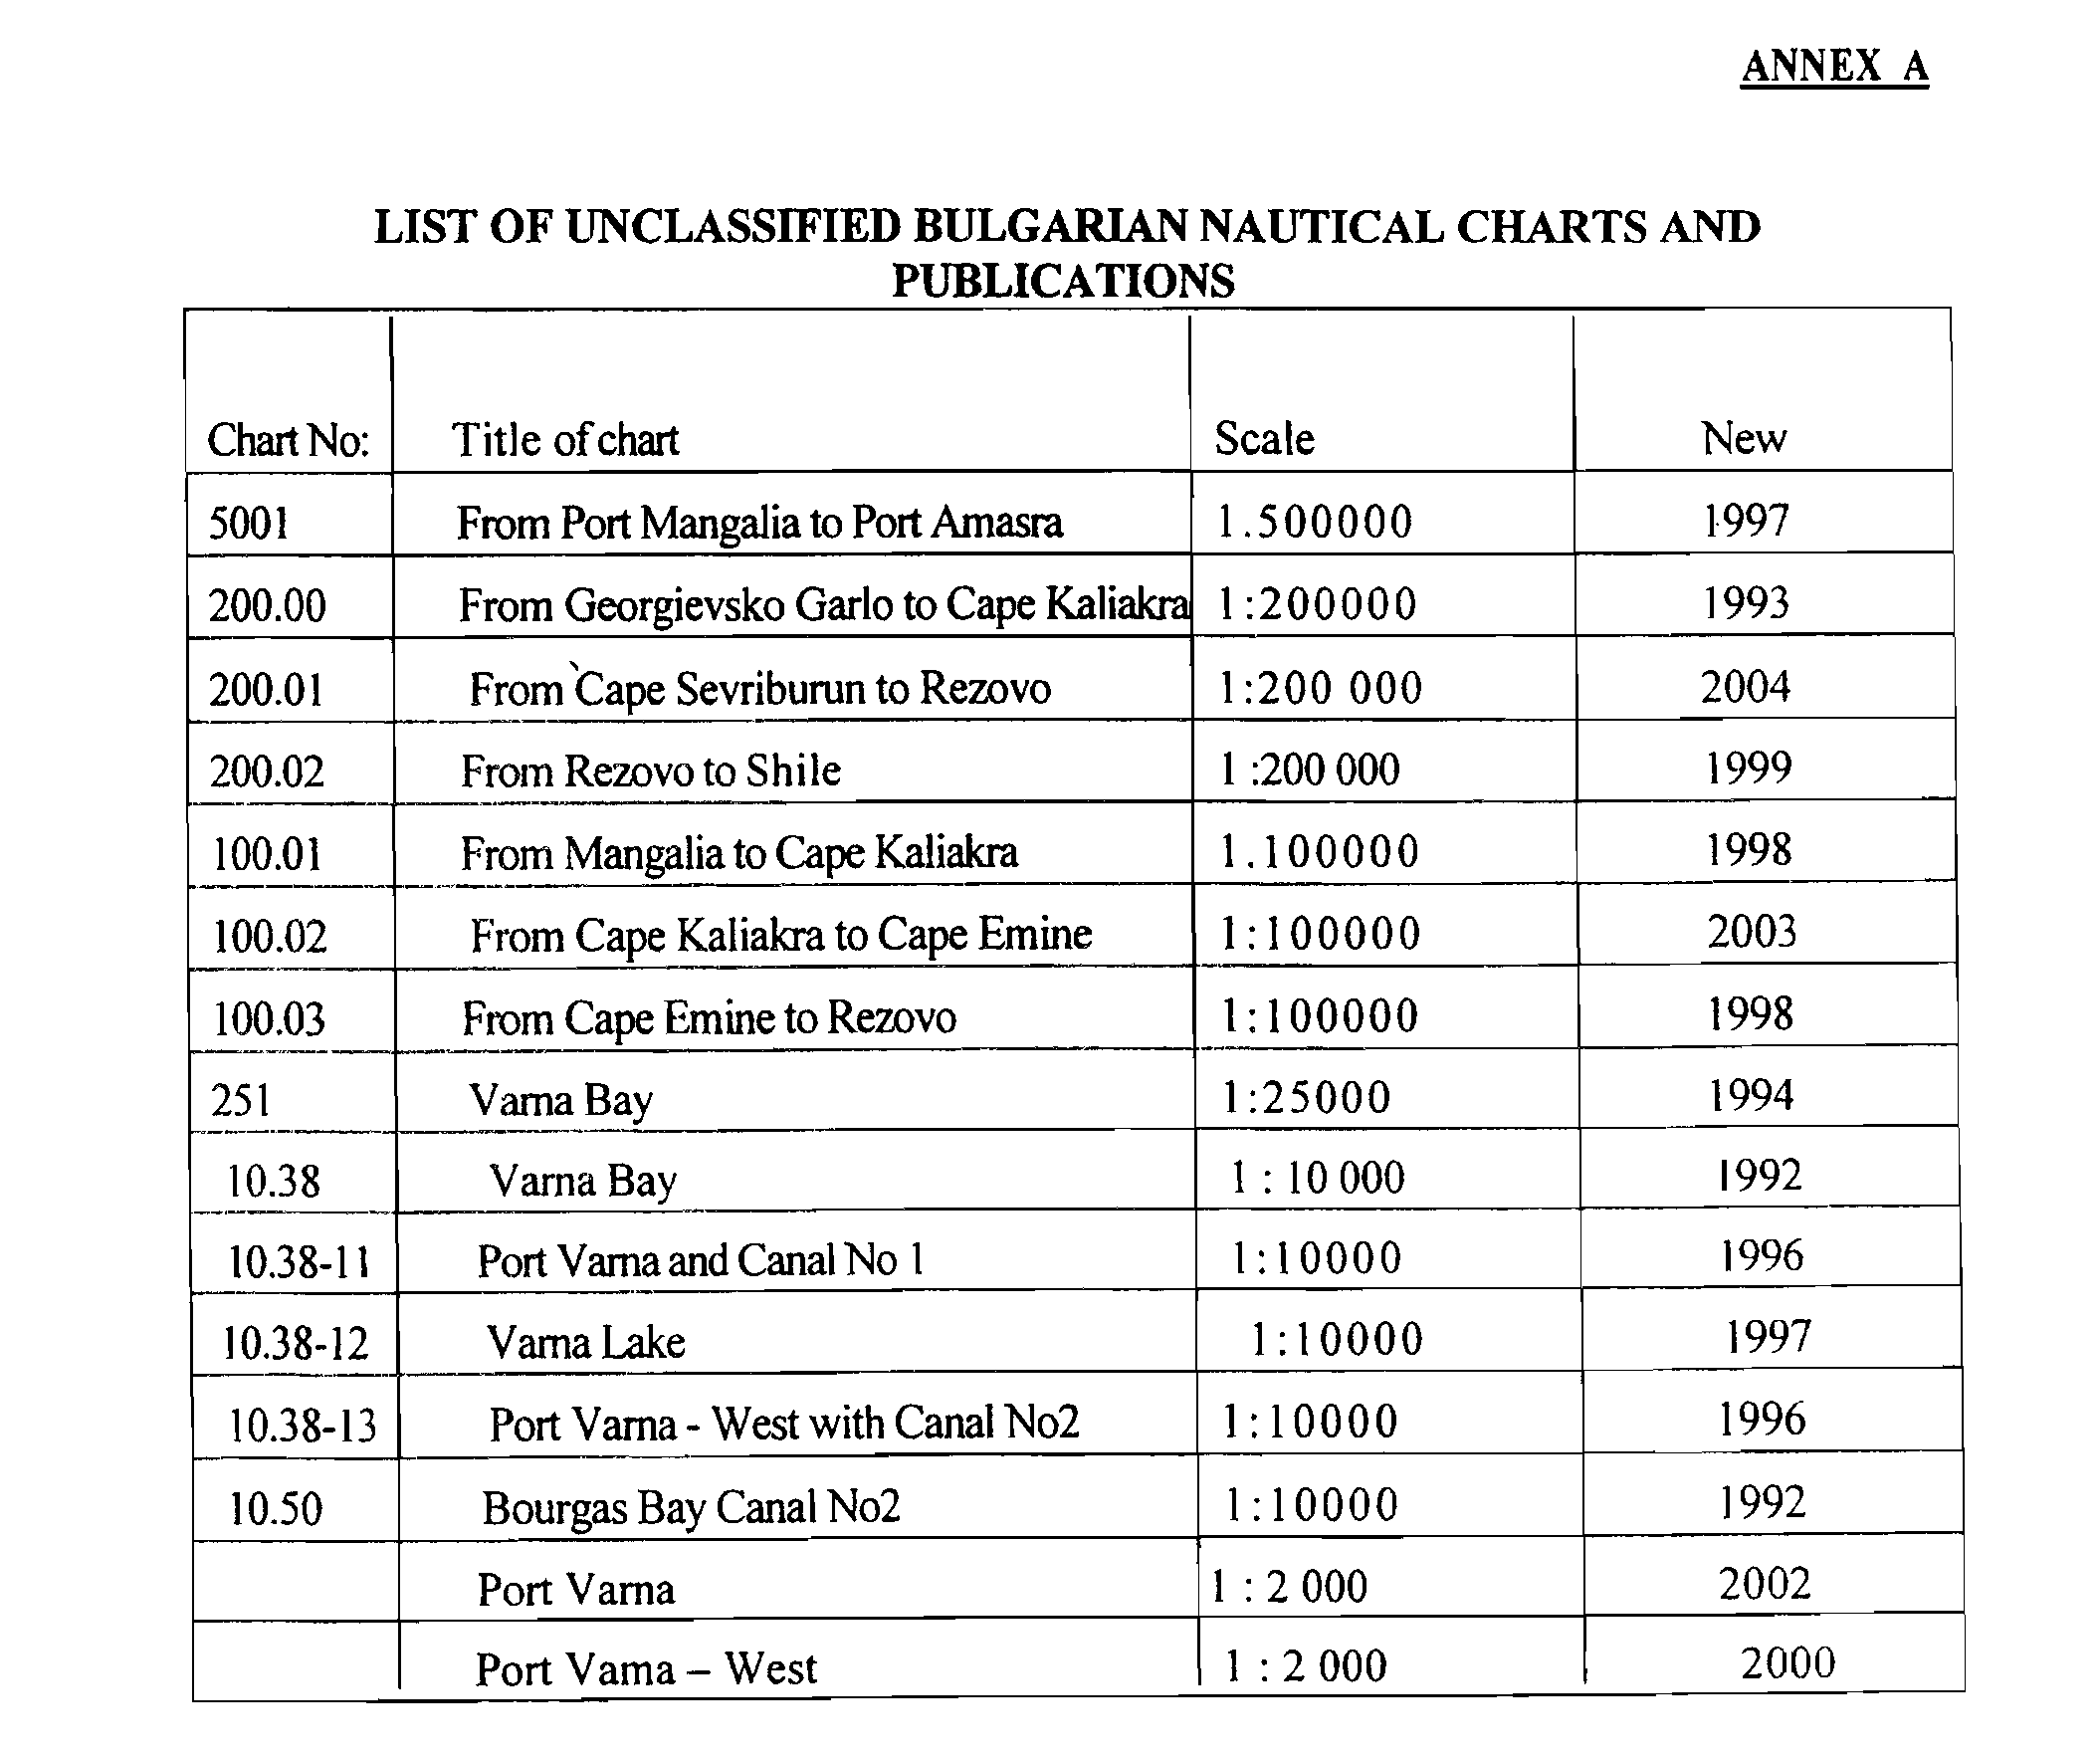 ANNEX A
LIST OF UNCLASSIFIED BULGARIAN NAUTICAL CHARTS AND
PUBLICATIONS
Chart No: Title of chart Scale New
5001 From Port Mangalia to Port Amasra 1.500000 1997
200.00 From Georgievsko Garlo to Cape Kaliakra 1:200000 1993
200.01 From Cape Sevriburun to Rezovo 1:200 000 2004
200.02 From Rezovo to Shile 1 :200 000 1999
100.01 From Mangalia to Cape Kaliakra 1.100000 1998
100.02 From Cape Kaliakra to Cape Emine 1:100000 2003
100.03 From Cape Emine to Rezovo 1:100000 1998
251 Varna Bay 1:25000 1994
10.38 Varna Bay 1 : 10 000 1992
10.38-11 Port Varna and Canal No 1 1:10000 1996
10.38-12 Varna Lake 1:10000 1997
10.38-13 Port Varna - West with Canal No2 1:10000 1996
10.50 Bourgas Bay Canal No2 1:10000 1992
Port Varna 1 : 2 000 2002
Port Varna – West 1 : 2 000 2000